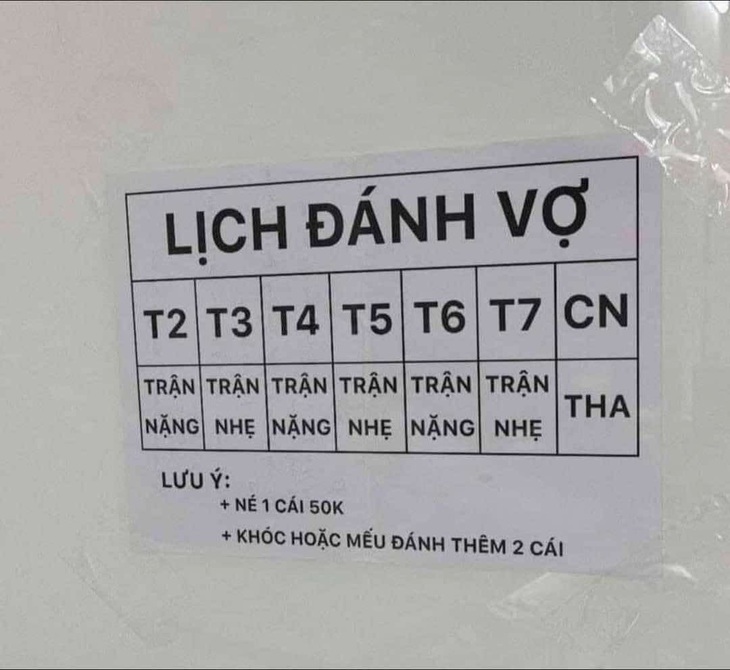 LỊCH ĐÁNH VỢ
T2 T3 T4 T5 T6 T7 CN
TRẬN NẶNG TRẬN NHẸ TRẬN NẶNG TRẬN NHẸ TRẬN NẶNG TRẬN NHẸ THA
LƯU Ý:
+ NÉ 1 CÁI 50K
+ KHÓC HOẶC MẾU ĐÁNH THÊM 2 CÁI